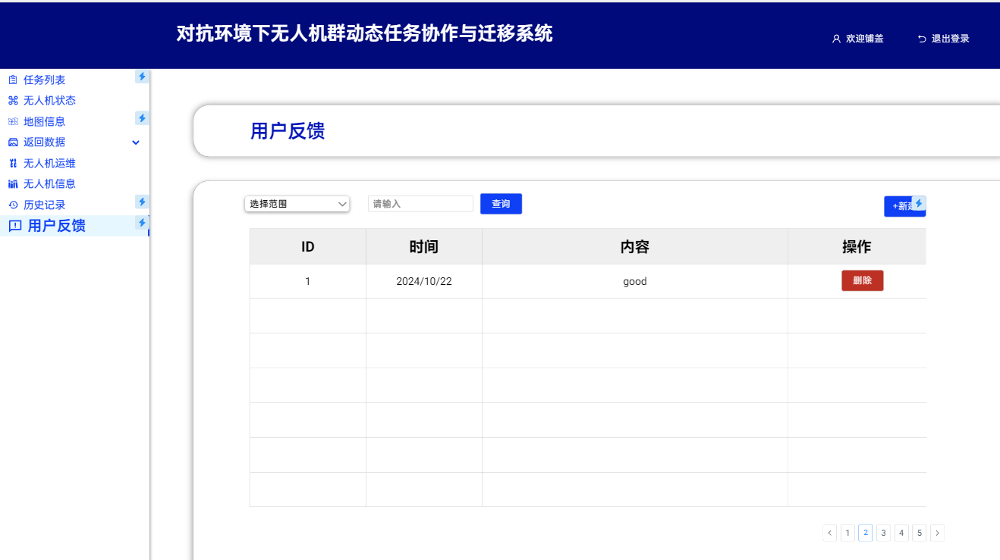 对抗环境下无人机群动态任务协作与迁移系统
欢迎铺盖
退出登录
任务列表
无人机状态
地图信息
返回数据
无人机运维
无人机信息
历史记录
用户反馈
用户反馈
选择范围
请输入
查询
+新建
ID 时间 内容 操作
1 2024/10/22 good 删除
< 1 2 3 4 5 >